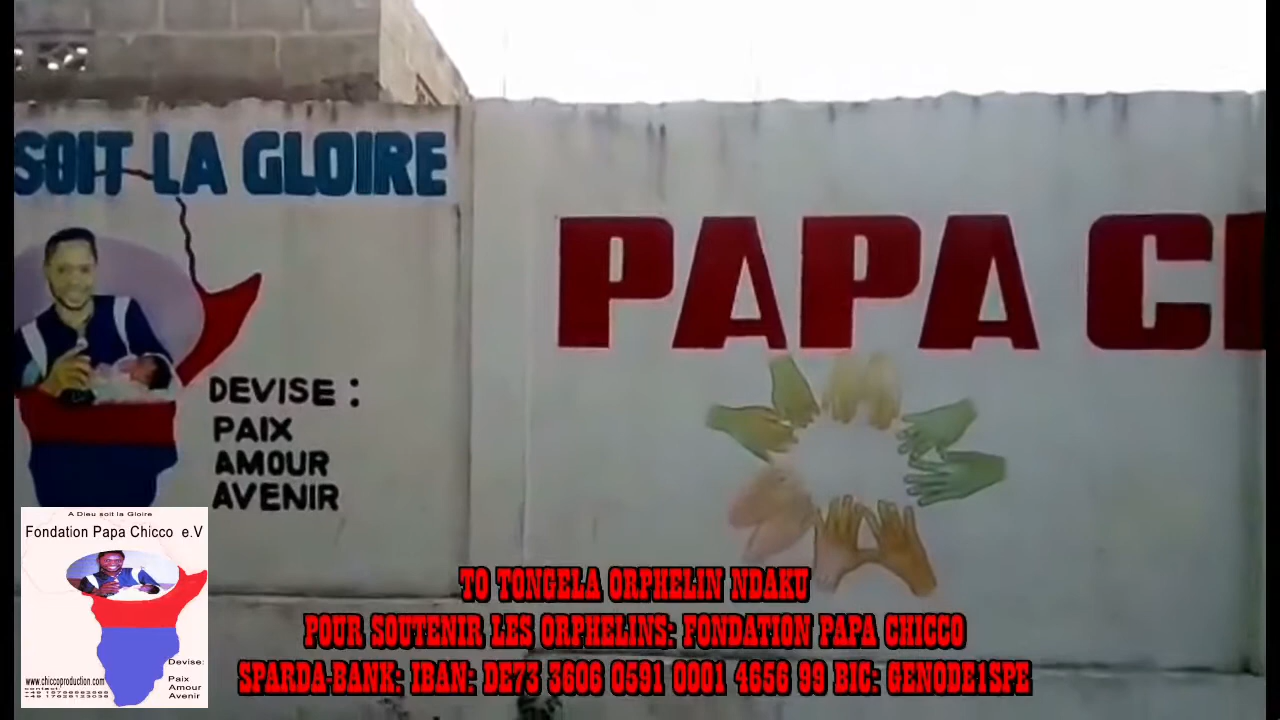 SOIT LA GLOIRE
PAPA C
DEVISE :
PAIX
AMOUR
AVENIR
A Dieu soit la Gloire
Fondation Papa Chicco e.V
Devise:
Paix
Amour
Avenir
www.chiccoproduction.com
TO TONGELA ORPHELIN NDAKU
POUR SOUTENIR LES ORPHELINS: FONDATION PAPA CHICCO
SPARDA-BANK: IBAN: DE73 3606 0591 0001 4656 99 BIC: GENODE1SPE